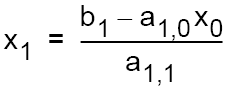 x₁ = (b₁ − a₁,₀x₀) / a₁,₁